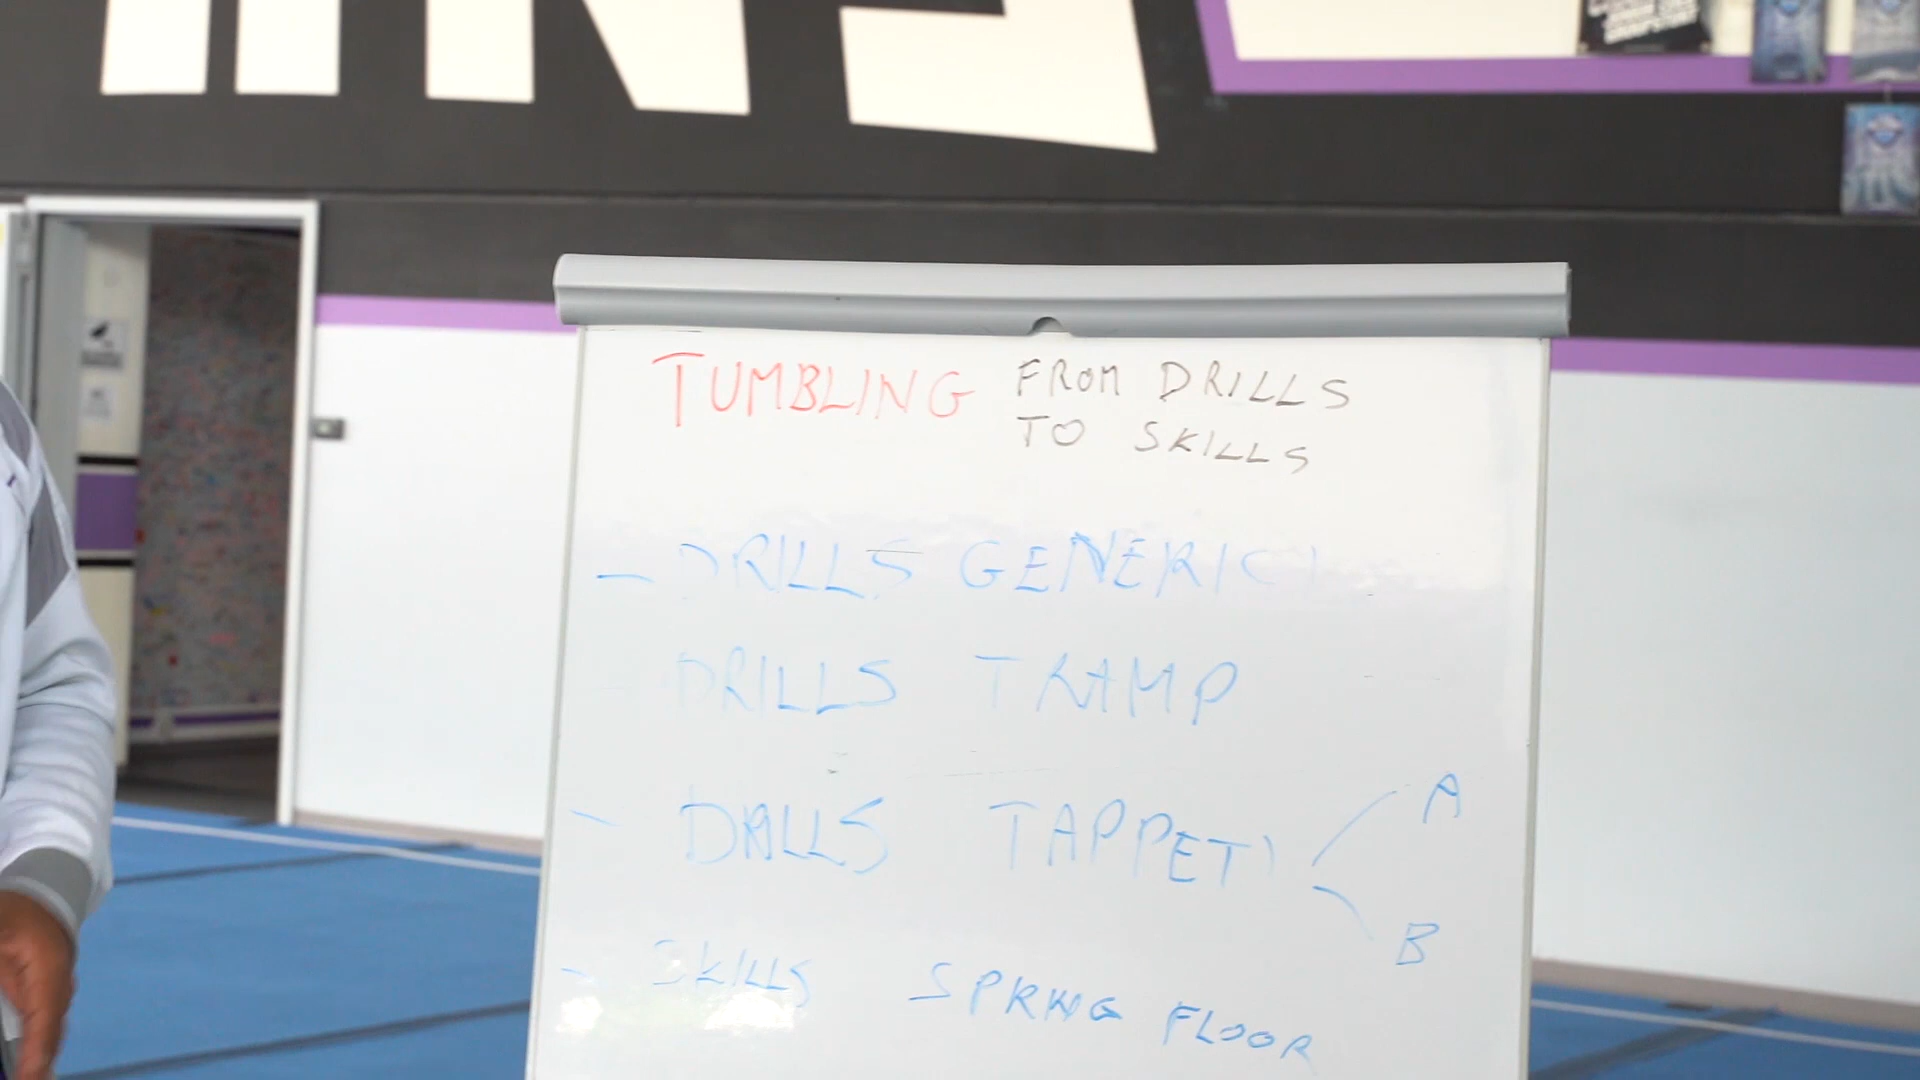 TUMBLING FROM DRILLS
TO SKILLS
- DRILLS GENERICI
DRILLS TRAMP
- DRILLS TAPPETI
A
B
- SKILLS SPRING FLOOR